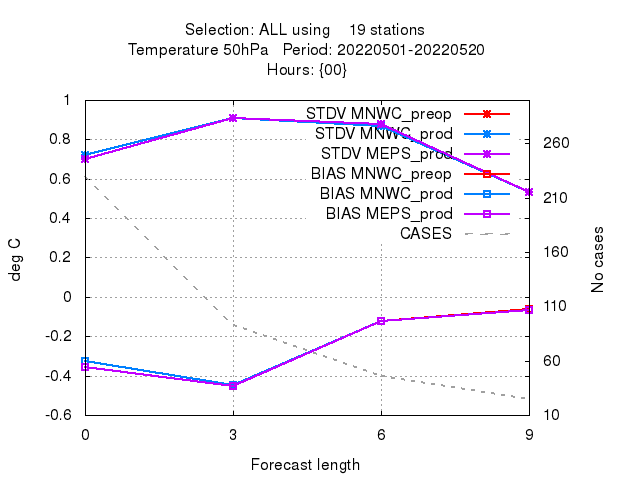 Selection: ALL using 19 stations
Temperature 50hPa Period: 20220501-20220520
Hours: {00}
1
0.8
0.6
0.4
0.2
0
-0.2
-0.4
-0.6
deg C
STDV MNWC_preop
STDV MNWC_prod
STDV MEPS_prod
BIAS MNWC_preop
BIAS MNWC_prod
BIAS MEPS_prod
CASES
260
210
160
110
60
10
No cases
0 3 6 9
Forecast length